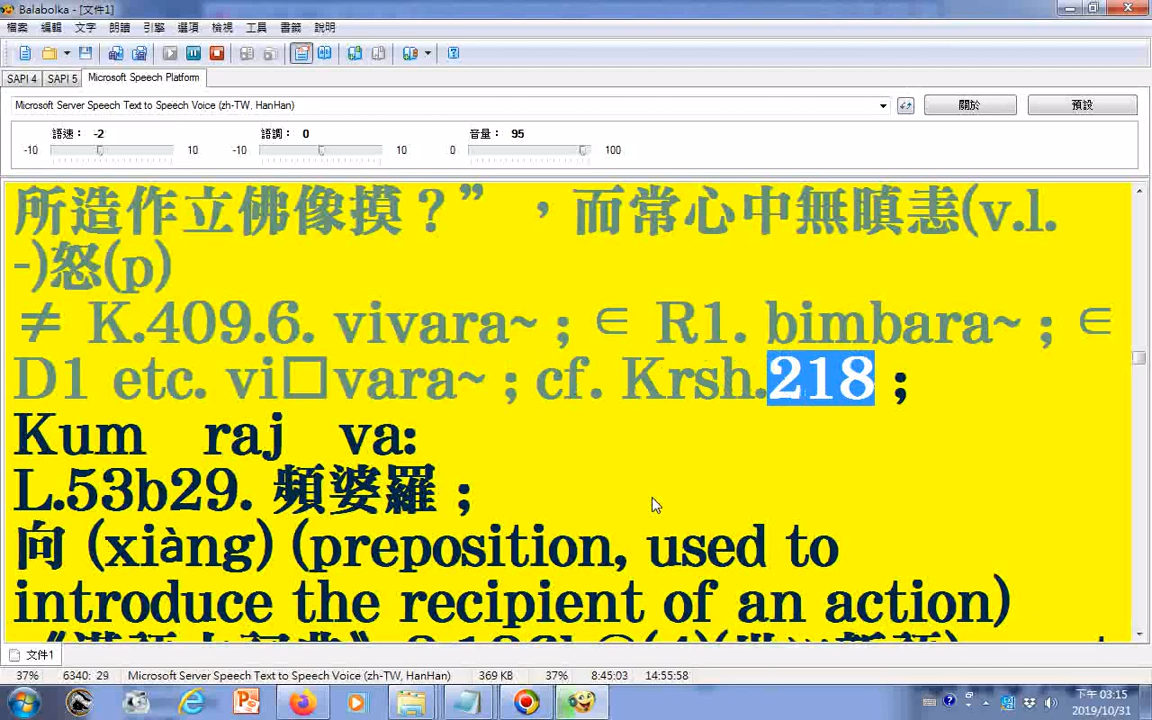 Balabolka - [文件1]
檔案 編輯 文字 朗讀 引擎 選項 檢視 工具 書籤 說明
SAPI 4 SAPI 5 Microsoft Speech Platform
Microsoft Server Speech Text to Speech Voice (zh-TW, HanHan) 關於 預設
語速： -2 語調： 0 音量： 95
-10 10 -10 10 0 100
所造作立佛像摸？”，而常心中無瞋恚(v.l.
-)怒(p)
≠ K.409.6. vivara~ ; ∈ R1. bimbara~ ; ∈
D1 etc. vi□vara~ ; cf. Krsh.218 ;
Kum raj va:
L.53b29. 頻婆羅 ;
向 (xiàng) (preposition, used to
introduce the recipient of an action)
文件1
37% 6340: 29 Microsoft Server Speech Text to Speech Voice (zh-TW, HanHan) 369 KB 37% 8:45:03 14:55:58
下午 03:15
2019/10/31